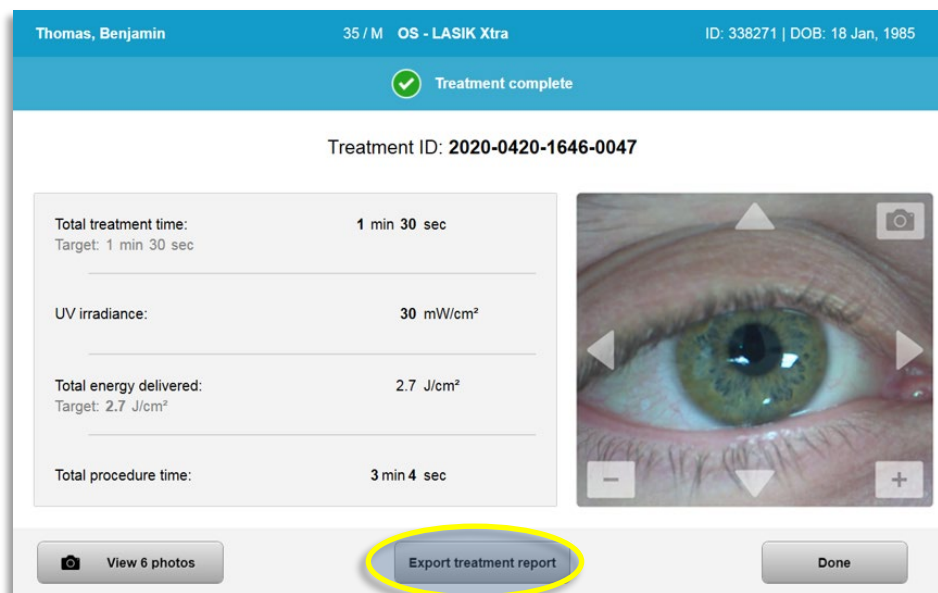 Thomas, Benjamin 35 / M OS - LASIK Xtra ID: 338271 | DOB: 18 Jan, 1985
Treatment complete
Treatment ID: 2020-0420-1646-0047
Total treatment time: 1 min 30 sec
Target: 1 min 30 sec
UV irradiance: 30 mW/cm²
Total energy delivered: 2.7 J/cm²
Target: 2.7 J/cm²
Total procedure time: 3 min 4 sec
View 6 photos Export treatment report Done